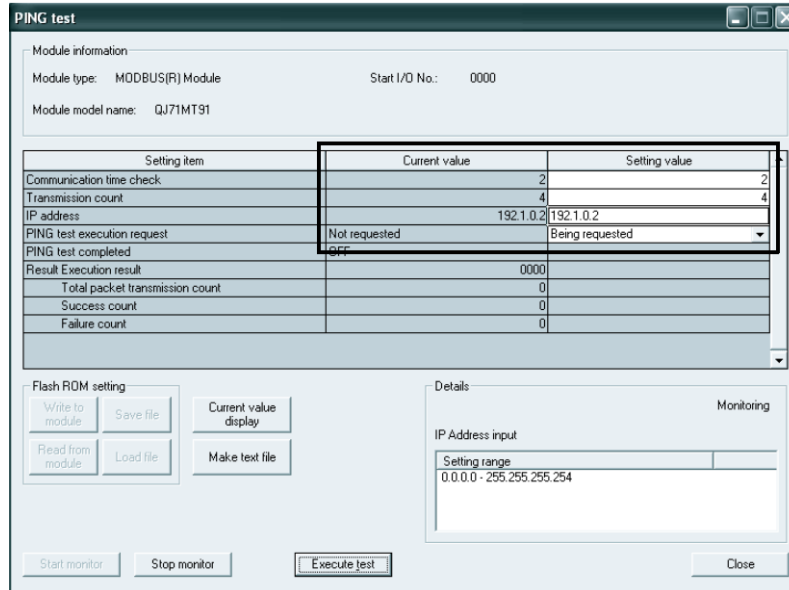 PING test
Module information
Module type: MODBUS(R) Module Start I/O No.: 0000
Module model name: QJ71MT91
Setting item Current value Setting value
Communication time check 2 2
Transmission count 4 4
IP address 192.1.0.2 192.1.0.2
PING test execution request Not requested Being requested
PING test completed OFF
Result Execution result 0000
Total packet transmission count 0
Success count 0
Failure count 0
Flash ROM setting
Write to module
Save file
Current value display
Read from module
Load file
Make text file
Details
Monitoring
IP Address input
Setting range
0.0.0.0 - 255.255.255.254
Start monitor Stop monitor Execute test Close